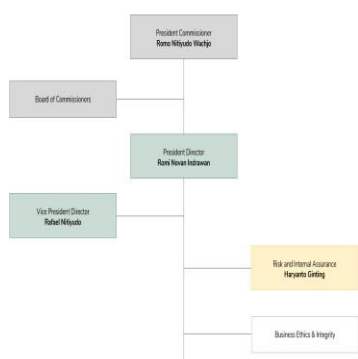 President Commissioner
Romo Nitiyudo Wachjo
Board of Commissioners
President Director
Romi Novan Indrawan
Vice President Director
Rafael Nitiyudo
Risk and Internal Assurance
Haryanto Ginting
Business Ethics & Integrity